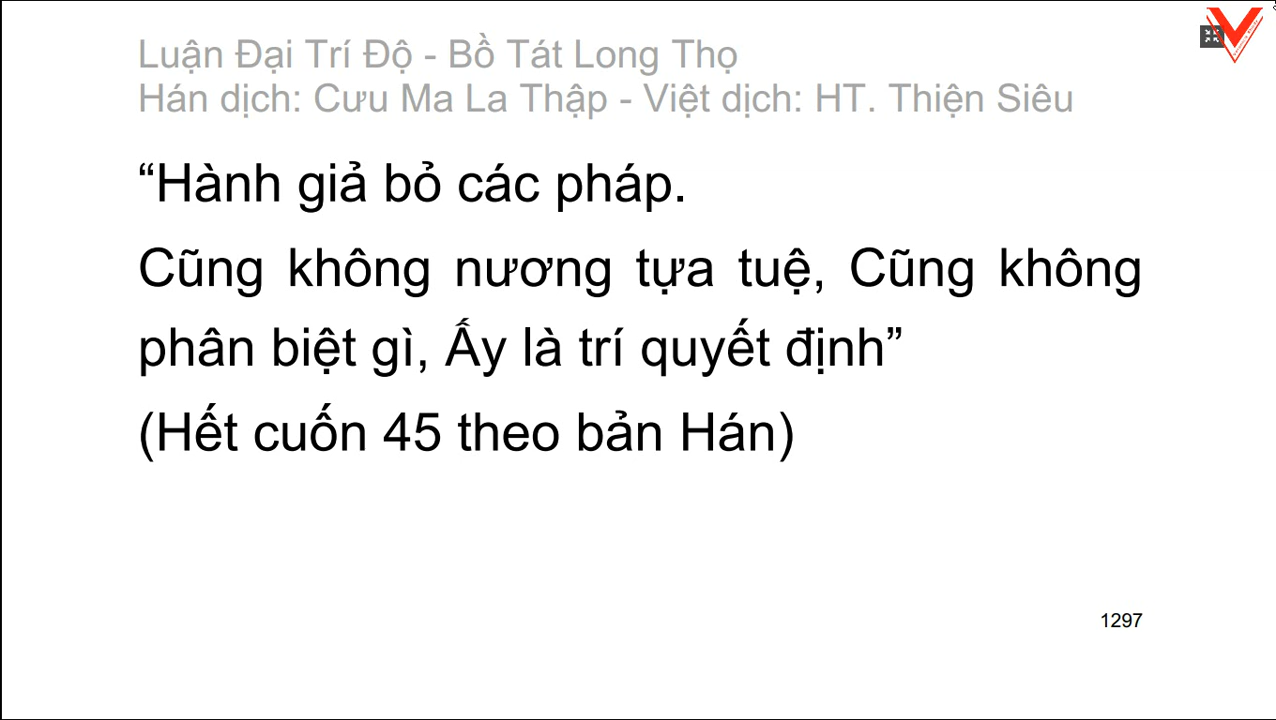 Luận Đại Trí Độ - Bồ Tát Long Thọ
Hán dịch: Cưu Ma La Thập - Việt dịch: HT. Thiện Siêu
“Hành giả bỏ các pháp.
Cũng không nương tựa tuệ, Cũng không
phân biệt gì, Ấy là trí quyết định”
(Hết cuốn 45 theo bản Hán)
1297